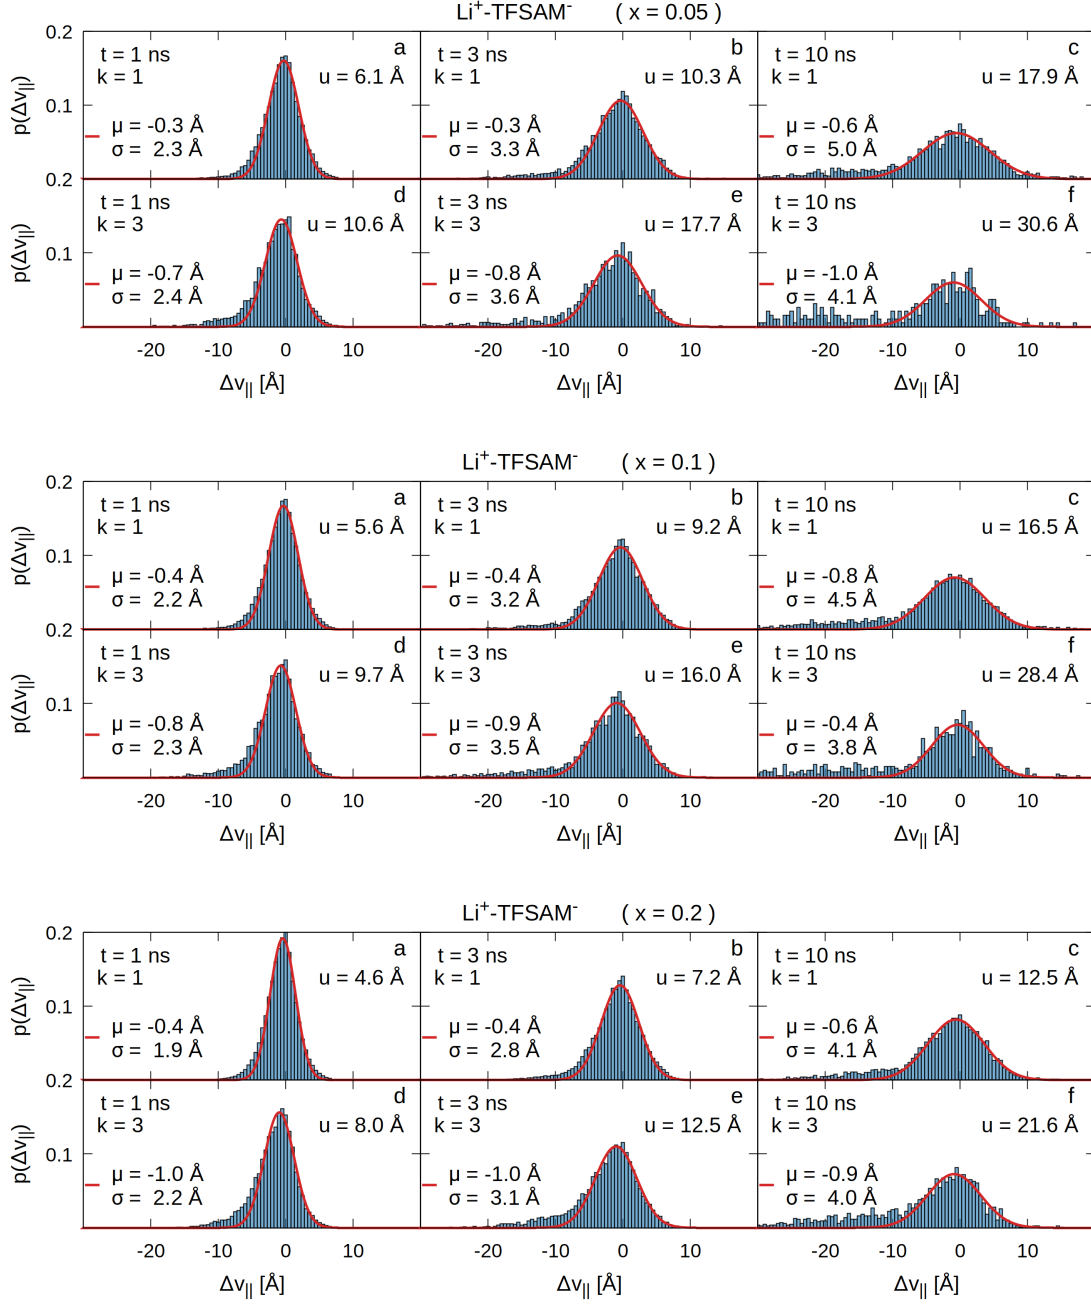 Li⁺-TFSAM⁻ ( x = 0.05 )
0.2
0.1
0.2
0.1
p(Δv||)
p(Δv||)
t = 1 ns a
k = 1 u = 6.1 Å
μ = -0.3 Å
σ = 2.3 Å
t = 3 ns b
k = 1 u = 10.3 Å
μ = -0.3 Å
σ = 3.3 Å
t = 10 ns c
k = 1 u = 17.9 Å
μ = -0.6 Å
σ = 5.0 Å
t = 1 ns d
k = 3 u = 10.6 Å
μ = -0.7 Å
σ = 2.4 Å
t = 3 ns e
k = 3 u = 17.7 Å
μ = -0.8 Å
σ = 3.6 Å
t = 10 ns f
k = 3 u = 30.6 Å
μ = -1.0 Å
σ = 4.1 Å
-20 -10 0 10 -20 -10 0 10 -20 -10 0 10
Δv|| [Å] Δv|| [Å] Δv|| [Å]
Li⁺-TFSAM⁻ ( x = 0.1 )
0.2
0.1
0.2
0.1
p(Δv||)
p(Δv||)
t = 1 ns a
k = 1 u = 5.6 Å
μ = -0.4 Å
σ = 2.2 Å
t = 3 ns b
k = 1 u = 9.2 Å
μ = -0.4 Å
σ = 3.2 Å
t = 10 ns c
k = 1 u = 16.5 Å
μ = -0.8 Å
σ = 4.5 Å
t = 1 ns d
k = 3 u = 9.7 Å
μ = -0.8 Å
σ = 2.3 Å
t = 3 ns e
k = 3 u = 16.0 Å
μ = -0.9 Å
σ = 3.5 Å
t = 10 ns f
k = 3 u = 28.4 Å
μ = -0.4 Å
σ = 3.8 Å
-20 -10 0 10 -20 -10 0 10 -20 -10 0 10
Δv|| [Å] Δv|| [Å] Δv|| [Å]
Li⁺-TFSAM⁻ ( x = 0.2 )
0.2
0.1
0.2
0.1
p(Δv||)
p(Δv||)
t = 1 ns a
k = 1 u = 4.6 Å
μ = -0.4 Å
σ = 1.9 Å
t = 3 ns b
k = 1 u = 7.2 Å
μ = -0.4 Å
σ = 2.8 Å
t = 10 ns c
k = 1 u = 12.5 Å
μ = -0.6 Å
σ = 4.1 Å
t = 1 ns d
k = 3 u = 8.0 Å
μ = -1.0 Å
σ = 2.2 Å
t = 3 ns e
k = 3 u = 12.5 Å
μ = -1.0 Å
σ = 3.1 Å
t = 10 ns f
k = 3 u = 21.6 Å
μ = -0.9 Å
σ = 4.0 Å
-20 -10 0 10 -20 -10 0 10 -20 -10 0 10
Δv|| [Å] Δv|| [Å] Δv|| [Å]